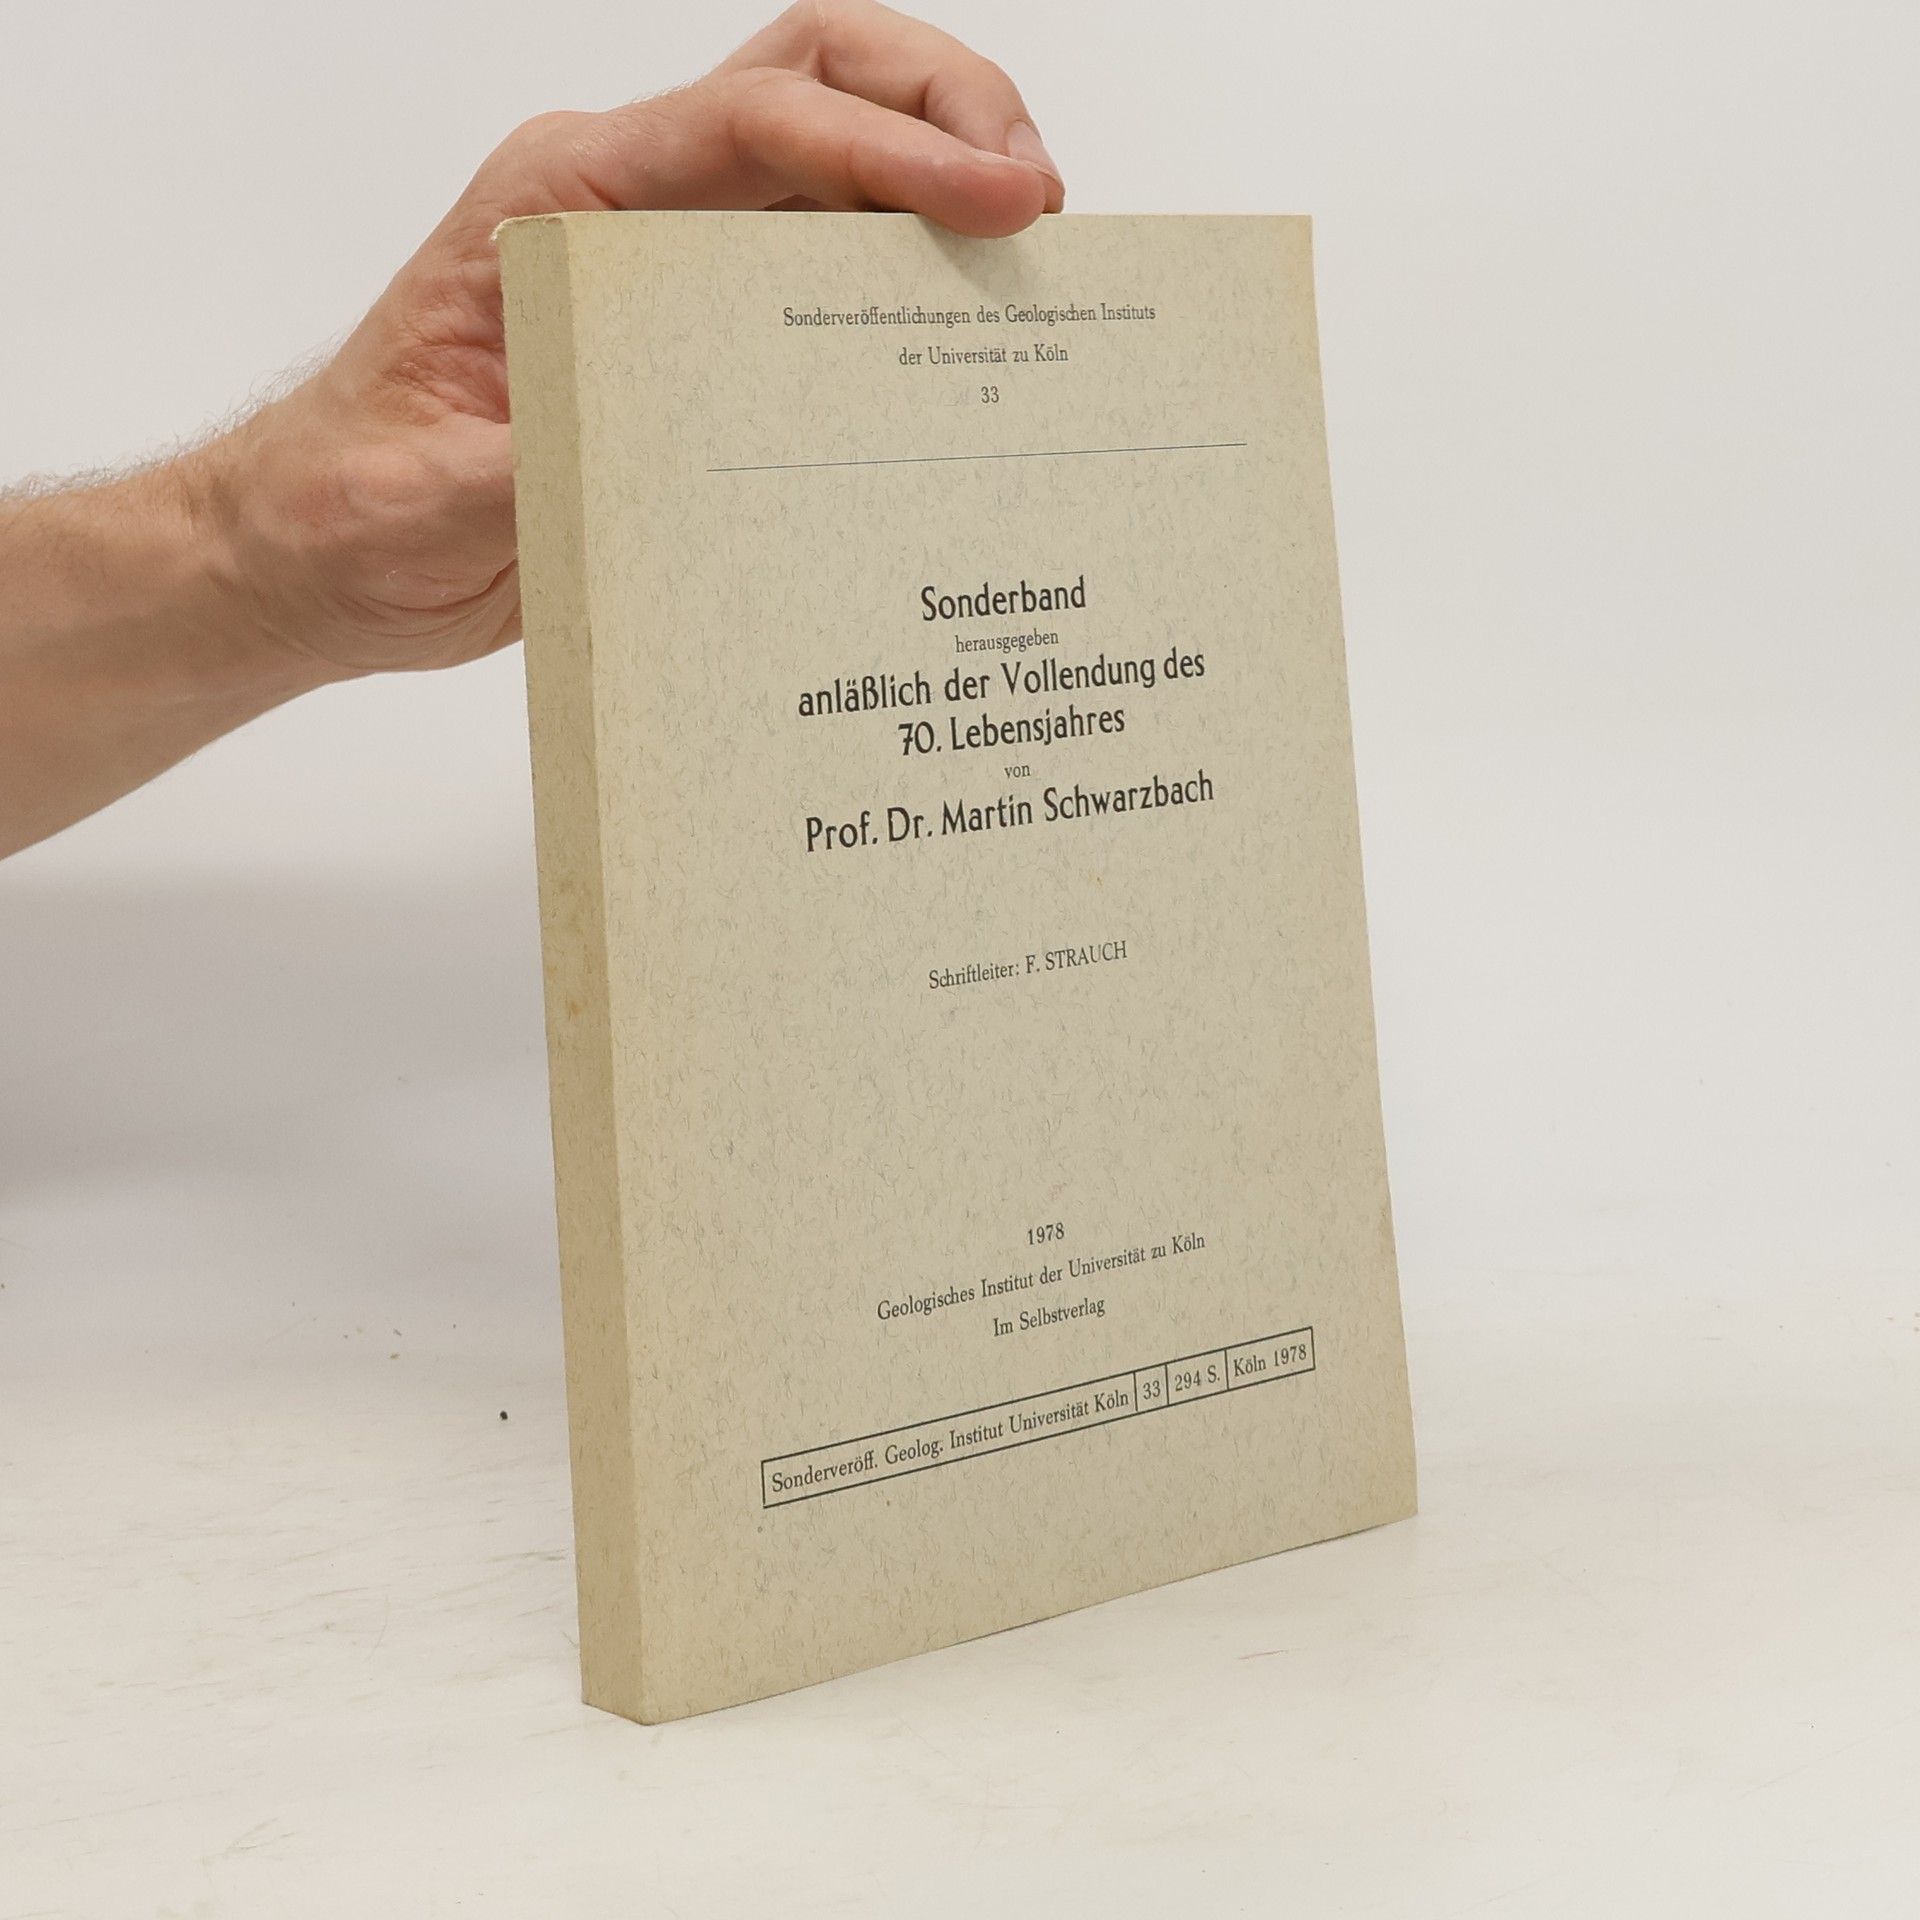 Sonderveröffentlichungen des Geologischen Instituts
der Universität zu Köln
33
Sonderband
herausgegeben
anläßlich der Vollendung des
70. Lebensjahres
von
Prof. Dr. Martin Schwarzbach
Schriftleiter: F. STRAUCH
1978
Geologisches Institut der Universität zu Köln
Im Selbstverlag
Sonderveröff. Geolog. Institut Universität Köln 33 294 S. Köln 1978